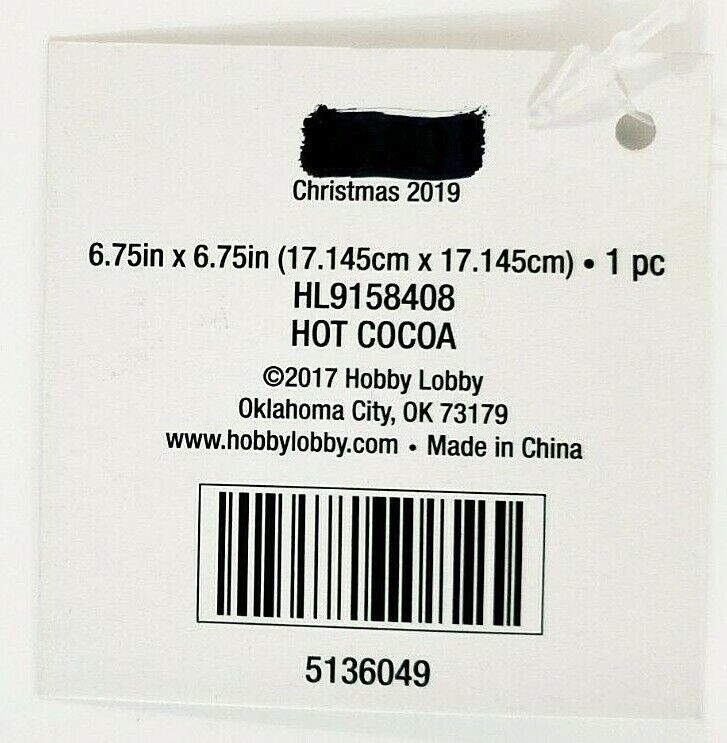 Christmas 2019
6.75in x 6.75in (17.145cm x 17.145cm) • 1 pc
HL9158408
HOT COCOA
©2017 Hobby Lobby
Oklahoma City, OK 73179
www.hobbylobby.com • Made in China
5136049